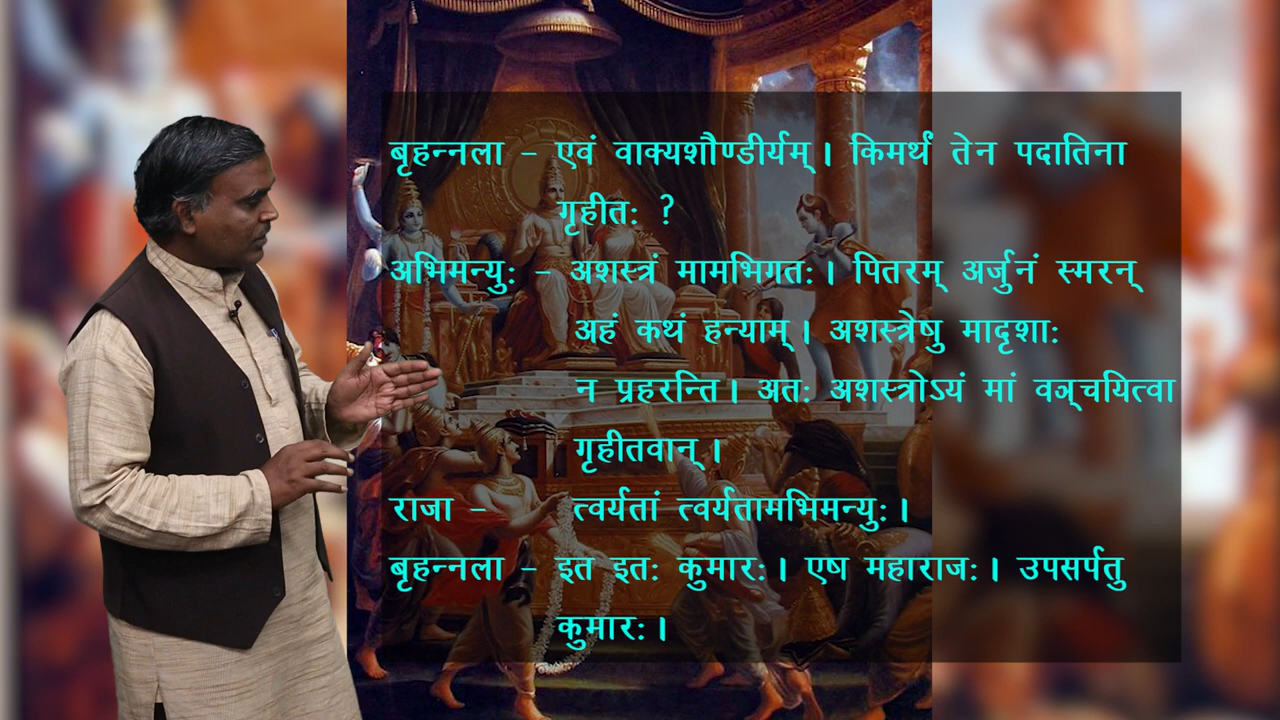 बृहन्नला – एवं वाक्यशौण्डीर्यम् । किमर्थं तेन पदातिना
गृहीतः ?
अभिमन्युः – अशस्त्रं मामभिगतः । पितरम् अर्जुनं स्मरन्
अहं कथं हन्याम् । अशस्त्रेषु मादृशाः
न प्रहरन्ति । अतः अशस्त्रोऽयं मां वञ्चयित्वा
गृहीतवान् ।
राजा – त्वर्यतां त्वर्यतामभिमन्युः ।
बृहन्नला – इत इतः कुमारः । एष महाराजः । उपसर्पतु
कुमारः ।